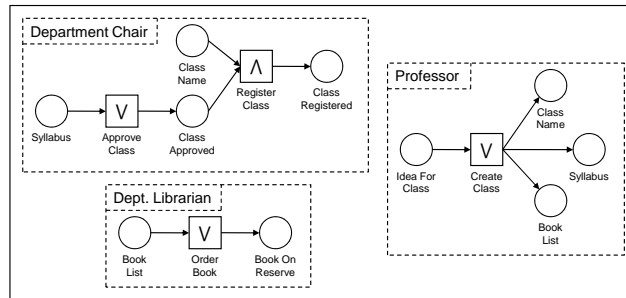 Department Chair
Class
Name
Λ
Register
Class
Class
Registered
Syllabus
V
Approve
Class
Class
Approved
Dept. Librarian
Book
List
V
Order
Book
Book On
Reserve
Professor
Idea For
Class
V
Create
Class
Class
Name
Syllabus
Book
List